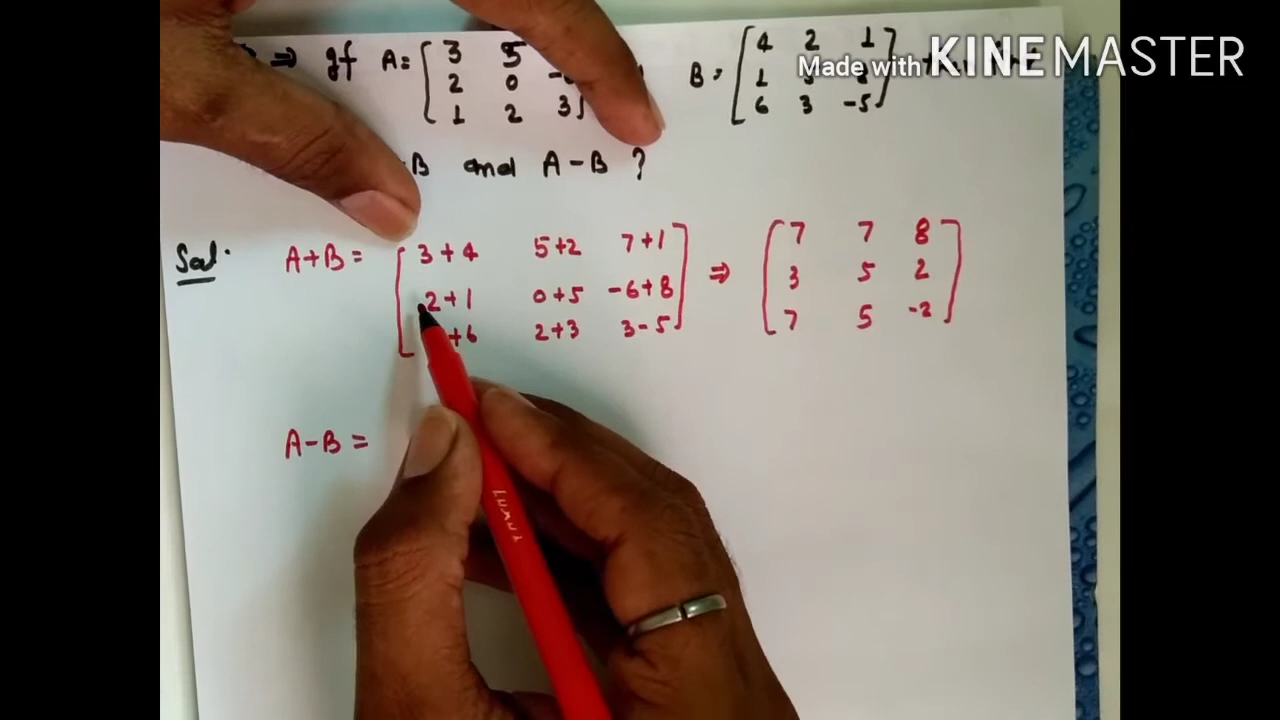 ⇒ gf A = [ 3 5
B = [ 4 2 1 ]
2 0
1
1 2 3 ]
6 3 -5 ]
Made with KINEMASTER
B and A - B ?
Sol. A+B = [ 3+4 5+2 7+1 ] ⇒ [ 7 7 8 ]
2+1 0+5 -6+8
3 5 2
+6 2+3 3-5
7 5 -2
A-B =
LUXUX